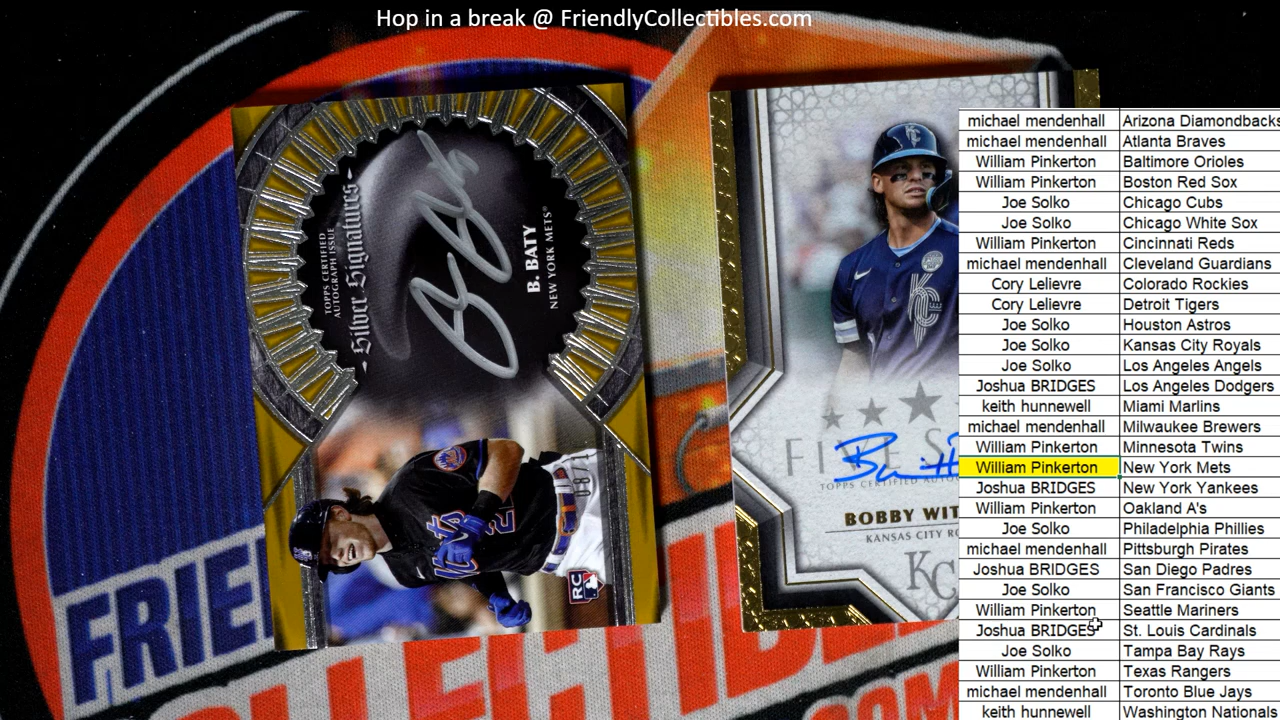 Hop in a break @ FriendlyCollectibles.com
TOPPS CERTIFIED
AUTOGRAPH ISSUE
Silver Signatures
B. BATY
NEW YORK METS®
RC
KC
FIVE S
TOPPS CERTIFIED AUTO
BOBBY WIT
KANSAS CITY RO
KC
FRIE
COLLECTIBLE
.COM
michael mendenhall Arizona Diamondbacks
michael mendenhall Atlanta Braves
William Pinkerton Baltimore Orioles
William Pinkerton Boston Red Sox
Joe Solko Chicago Cubs
Joe Solko Chicago White Sox
William Pinkerton Cincinnati Reds
michael mendenhall Cleveland Guardians
Cory Lelievre Colorado Rockies
Cory Lelievre Detroit Tigers
Joe Solko Houston Astros
Joe Solko Kansas City Royals
Joe Solko Los Angeles Angels
Joshua BRIDGES Los Angeles Dodgers
keith hunnewell Miami Marlins
michael mendenhall Milwaukee Brewers
William Pinkerton Minnesota Twins
William Pinkerton New York Mets
Joshua BRIDGES New York Yankees
William Pinkerton Oakland A's
Joe Solko Philadelphia Phillies
michael mendenhall Pittsburgh Pirates
Joshua BRIDGES San Diego Padres
Joe Solko San Francisco Giants
William Pinkerton Seattle Mariners
Joshua BRIDGES St. Louis Cardinals
Joe Solko Tampa Bay Rays
William Pinkerton Texas Rangers
michael mendenhall Toronto Blue Jays
keith hunnewell Washington Nationals